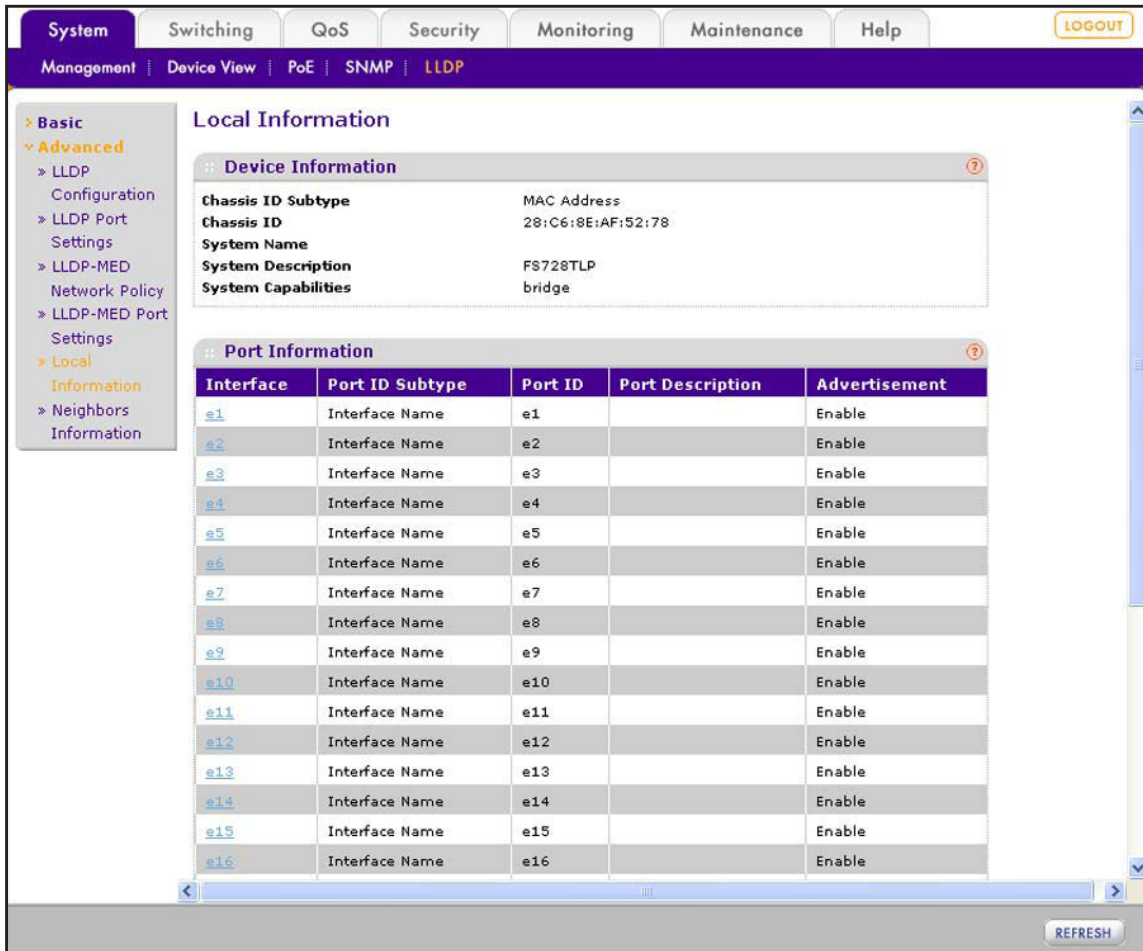 System Switching QoS Security Monitoring Maintenance Help LOGOUT
Management Device View PoE SNMP LLDP
Basic
Advanced
» LLDP
Configuration
» LLDP Port
Settings
» LLDP-MED
Network Policy
» LLDP-MED Port
Settings
» Local
Information
» Neighbors
Information
Local Information
Device Information ?
Chassis ID Subtype MAC Address
Chassis ID 28:C6:8E:AF:52:78
System Name
System Description FS728TLP
System Capabilities bridge
Port Information ?
Interface Port ID Subtype Port ID Port Description Advertisement
e1 Interface Name e1 Enable
e2 Interface Name e2 Enable
e3 Interface Name e3 Enable
e4 Interface Name e4 Enable
e5 Interface Name e5 Enable
e6 Interface Name e6 Enable
e7 Interface Name e7 Enable
e8 Interface Name e8 Enable
e9 Interface Name e9 Enable
e10 Interface Name e10 Enable
e11 Interface Name e11 Enable
e12 Interface Name e12 Enable
e13 Interface Name e13 Enable
e14 Interface Name e14 Enable
e15 Interface Name e15 Enable
e16 Interface Name e16 Enable
REFRESH